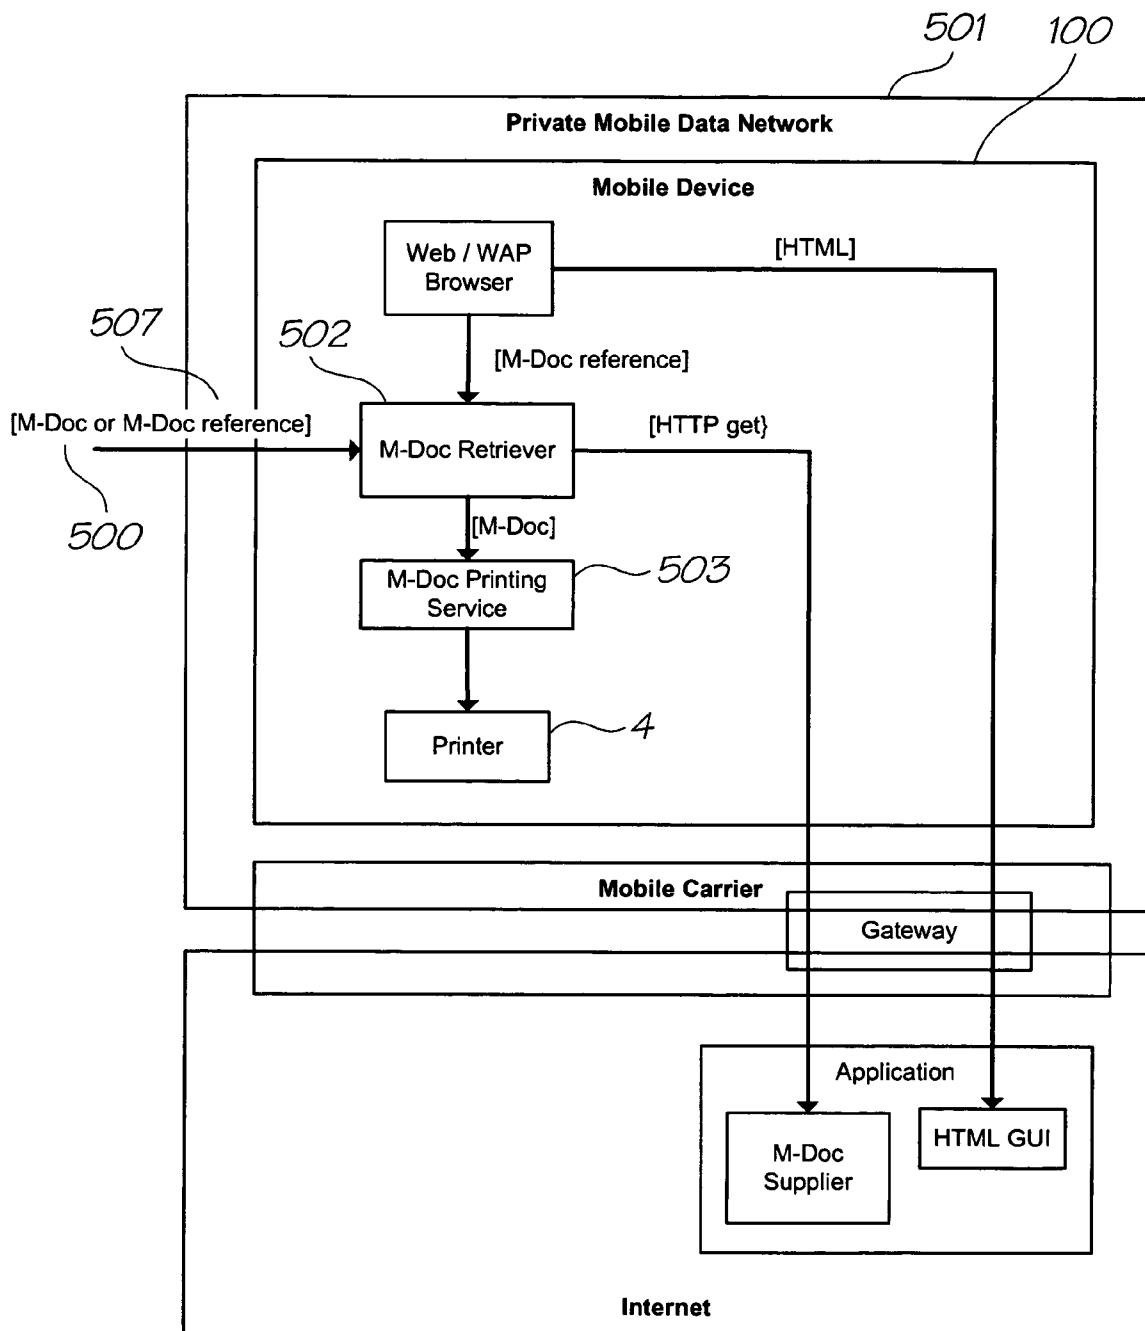 501
100
Private Mobile Data Network
Mobile Device
Web / WAP
Browser
[HTML]
507
502
[M-Doc reference]
[M-Doc or M-Doc reference]
M-Doc Retriever
[HTTP get}
500
[M-Doc]
503
M-Doc Printing
Service
4
Printer
Mobile Carrier
Gateway
Application
M-Doc
Supplier
HTML GUI
Internet